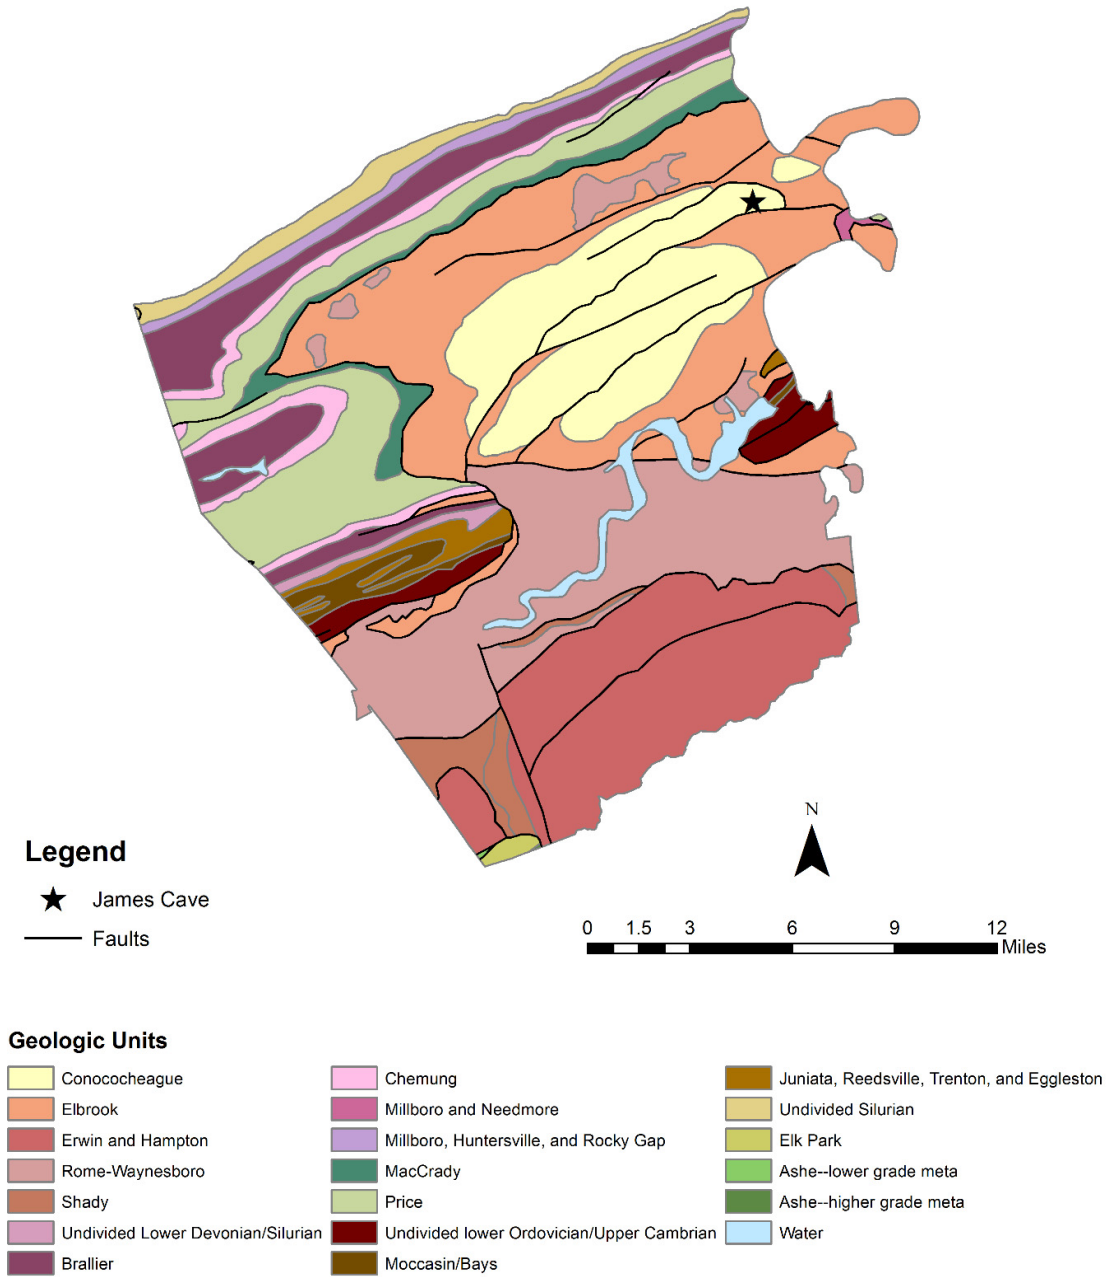 N
Legend
James Cave
Faults
0 1.5 3 6 9 12
Miles
Geologic Units
Conococheague
Elbrook
Erwin and Hampton
Rome-Waynesboro
Shady
Undivided Lower Devonian/Silurian
Brallier
Chemung
Millboro and Needmore
Millboro, Huntersville, and Rocky Gap
MacCrady
Price
Undivided lower Ordovician/Upper Cambrian
Moccasin/Bays
Juniata, Reedsville, Trenton, and Eggleston
Undivided Silurian
Elk Park
Ashe--lower grade meta
Ashe--higher grade meta
Water